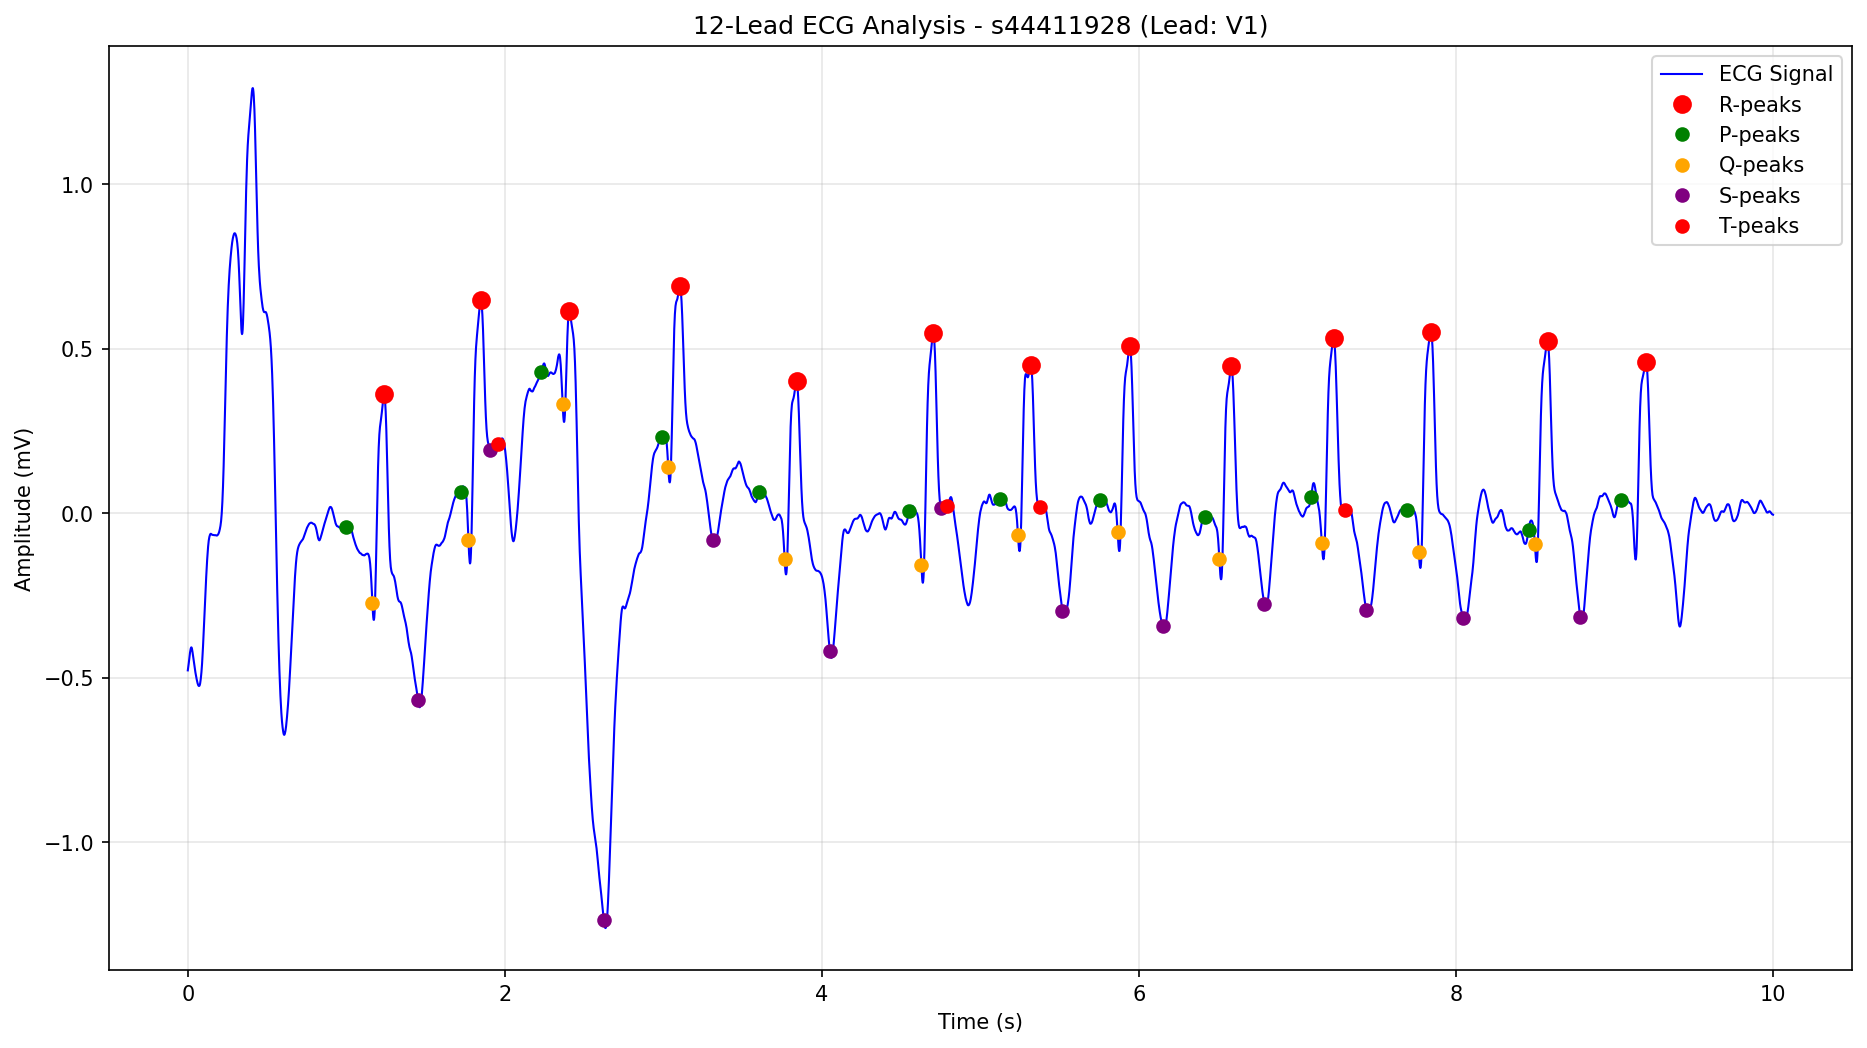 12-Lead ECG Analysis - s44411928 (Lead: V1)
ECG Signal
R-peaks
P-peaks
Q-peaks
S-peaks
T-peaks
Amplitude (mV)
1.0
0.5
0.0
−0.5
−1.0
0 2 4 6 8 10
Time (s)